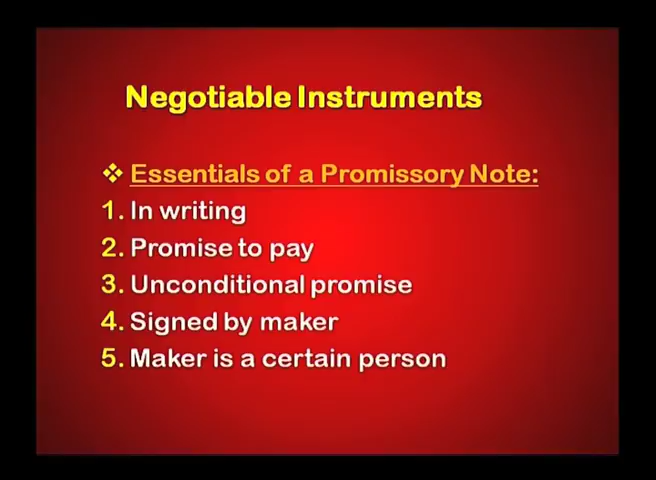 Negotiable Instruments
❖ Essentials of a Promissory Note:
1. In writing
2. Promise to pay
3. Unconditional promise
4. Signed by maker
5. Maker is a certain person